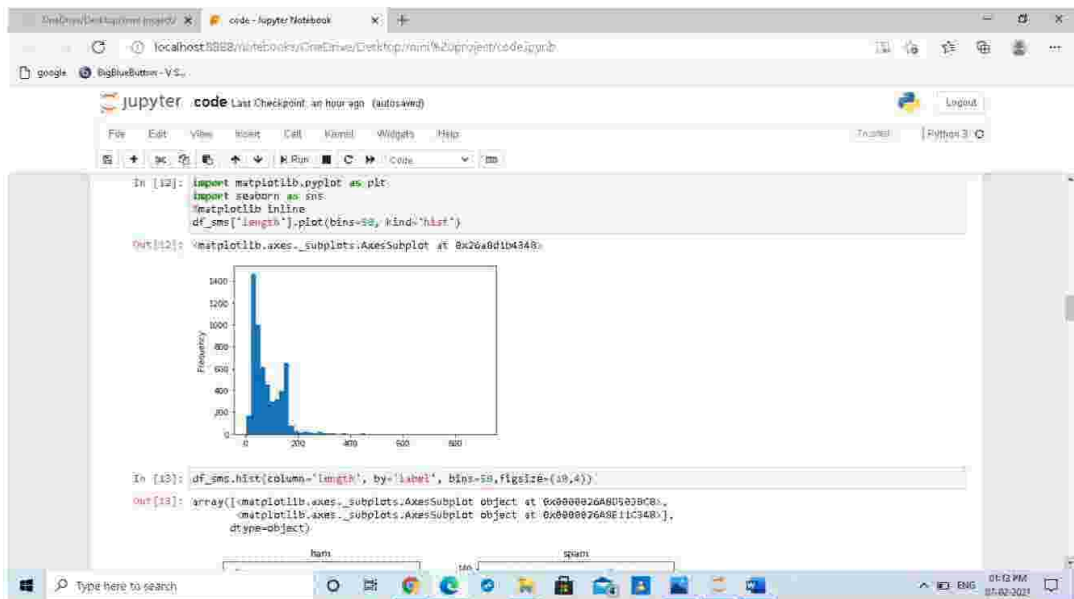 OneDrive/Desktop/mini project/
code - Jupyter Notebook
localhost:8888/notebooks/OneDrive/Desktop/mini%20project/code.ipynb
google
BigBlueButton - V S...
jupyter code Last Checkpoint: an hour ago (autosaved)
Logout
File Edit View Insert Cell Kernel Widgets Help
Trusted
Python 3
Run
Code
In [12]: import matplotlib.pyplot as plt
import seaborn as sns
%matplotlib inline
df_sms['length'].plot(bins=50, kind='hist')
Out[12]: <matplotlib.axes._subplots.AxesSubplot at 0x26a8d1b4348>
1400
1200
1000
800
600
400
200
0
Frequency
0 200 400 600 800
In [13]: df_sms.hist(column='length', by='label', bins=50,figsize=(10,4))
Out[13]: array([<matplotlib.axes._subplots.AxesSubplot object at
<matplotlib.axes._subplots.AxesSubplot object at
dtype=object)
ham spam
Type here to search
ENG
01:12 PM
07-02-2021